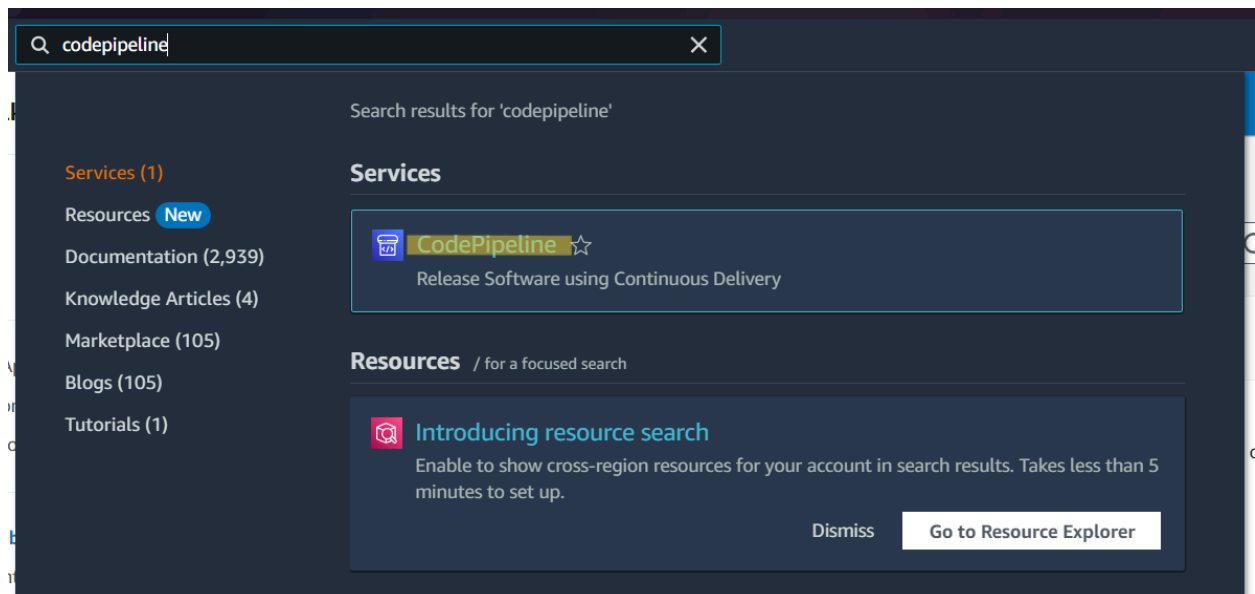 codepipeline
Search results for 'codepipeline'
Services (1)
Resources New
Documentation (2,939)
Knowledge Articles (4)
Marketplace (105)
Blogs (105)
Tutorials (1)
Services
CodePipeline
Release Software using Continuous Delivery
Resources / for a focused search
Introducing resource search
Enable to show cross-region resources for your account in search results. Takes less than 5
minutes to set up.
Dismiss
Go to Resource Explorer